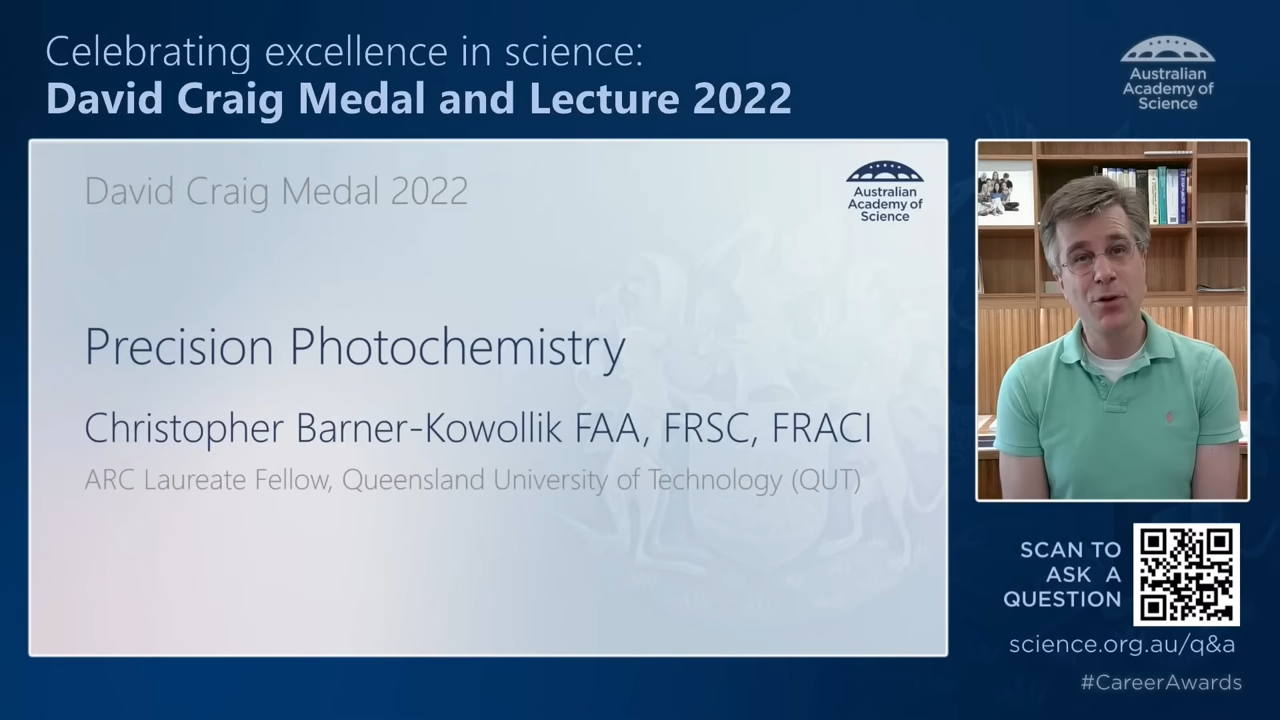 Celebrating excellence in science:
David Craig Medal and Lecture 2022
Australian
Academy of
Science
David Craig Medal 2022
Australian
Academy of
Science
Precision Photochemistry
Christopher Barner-Kowollik FAA, FRSC, FRACI
ARC Laureate Fellow, Queensland University of Technology (QUT)
SCAN TO
ASK A
QUESTION
science.org.au/q&a
#CareerAwards